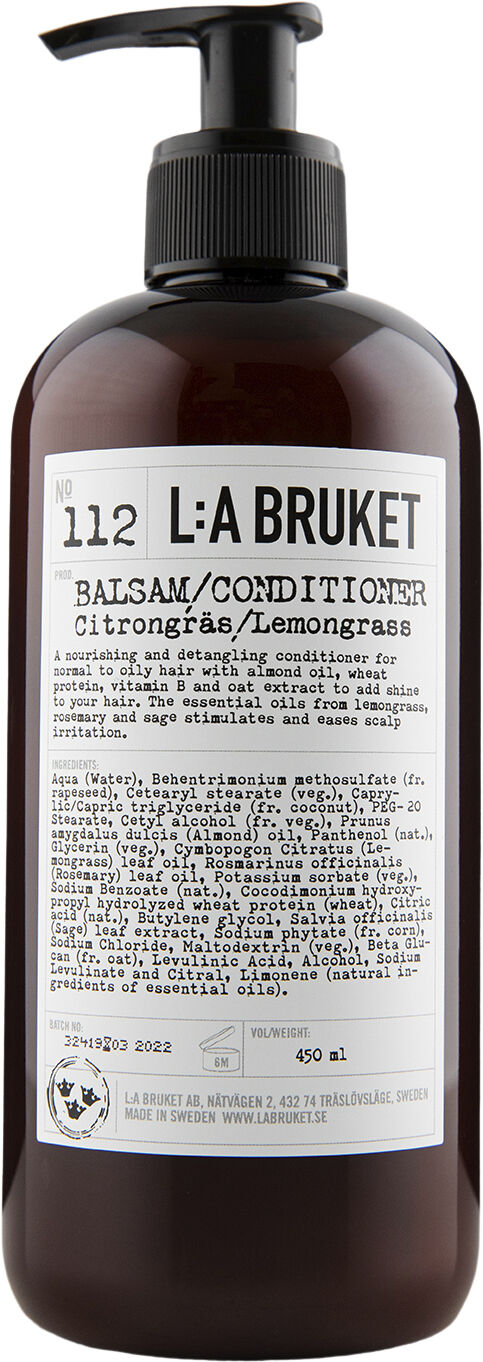 No
112
L:A BRUKET
PROD.
BALSAM/CONDITIONER
Citrongräs/Lemongrass
A nourishing and detangling conditioner for
normal to oily hair with almond oil, wheat
protein, vitamin B and oat extract to add shine
to your hair. The essential oils from lemongrass,
rosemary and sage stimulates and eases scalp
irritation.
INGREDIENTS:
Aqua (Water), Behentrimonium methosulfate (fr.
rapeseed), Cetearyl stearate (veg.), Capry-
lic/Capric triglyceride (fr. coconut), PEG-20
Stearate, Cetyl alcohol (fr. veg.), Prunus
amygdalus dulcis (Almond) oil, Panthenol (nat.),
Glycerin (veg.), Cymbopogon Citratus (Le-
mongrass) leaf oil, Rosmarinus officinalis
(Rosemary) leaf oil, Potassium sorbate (veg.),
Sodium Benzoate (nat.), Cocodimonium hydroxy-
propyl hydrolyzed wheat protein (wheat), Citric
acid (nat.), Butylene glycol, Salvia officinalis
(Sage) leaf extract, Sodium phytate (fr. corn),
Sodium Chloride, Maltodextrin (veg.), Beta Glu-
can (fr. oat), Levulinic Acid, Alcohol, Sodium
Levulinate and Citral, Limonene (natural in-
gredients of essential oils).
BATCH NO:
2022
6M
VOL/WEIGHT:
450 ml
L:A BRUKET AB, NÄTVÄGEN 2, 432 74 TRÄSLÖVSLÄGE, SWEDEN
MADE IN SWEDEN WWW.LABRUKET.SE